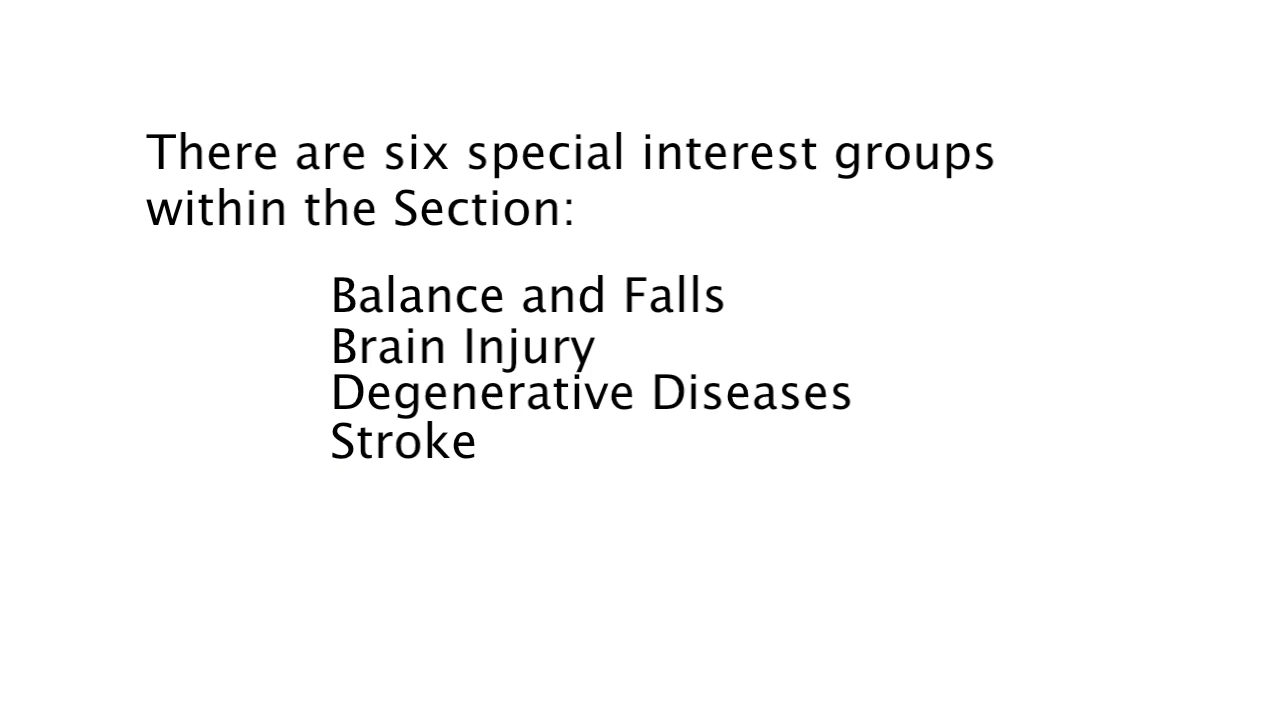 There are six special interest groups
within the Section:
Balance and Falls
Brain Injury
Degenerative Diseases
Stroke